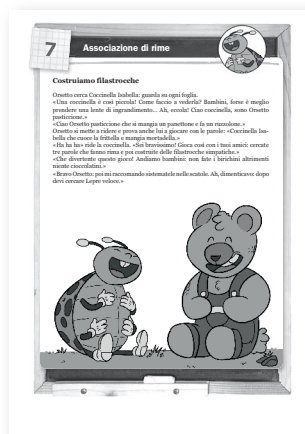 7
Associazione di rime
Costruiamo filastrocche
Orsetto cerca Coccinella Isabella: guarda su ogni foglia.
«Una coccinella è così piccola! Come faccio a vederla? Bambini, forse è meglio
prendere una lente di ingrandimento... Ah, eccola! Ciao coccinella, sono Orsetto
pasticcione.»
«Ciao Orsetto pasticcione che si mangia un panettone e fa un ruzzolone.»
Orsetto si mette a ridere e prova anche lui a giocare con le parole: «Coccinella Isa-
bella che cuoce la frittella e mangia mortadella.»
«Ha ha ha» ride la coccinella. «Sei bravissimo! Gioca così con i tuoi amici: cercate
tre parole che fanno rima e poi costruite delle filastrocche simpatiche.»
«Che divertente questo gioco! Andiamo bambini: non fate i birichini altrimenti
niente cioccolatini.»
«Bravo Orsetto: poi mi raccomando sistematele nelle scatole. Ah, dimenticavo: dopo
devi cercare Lepre veloce.»